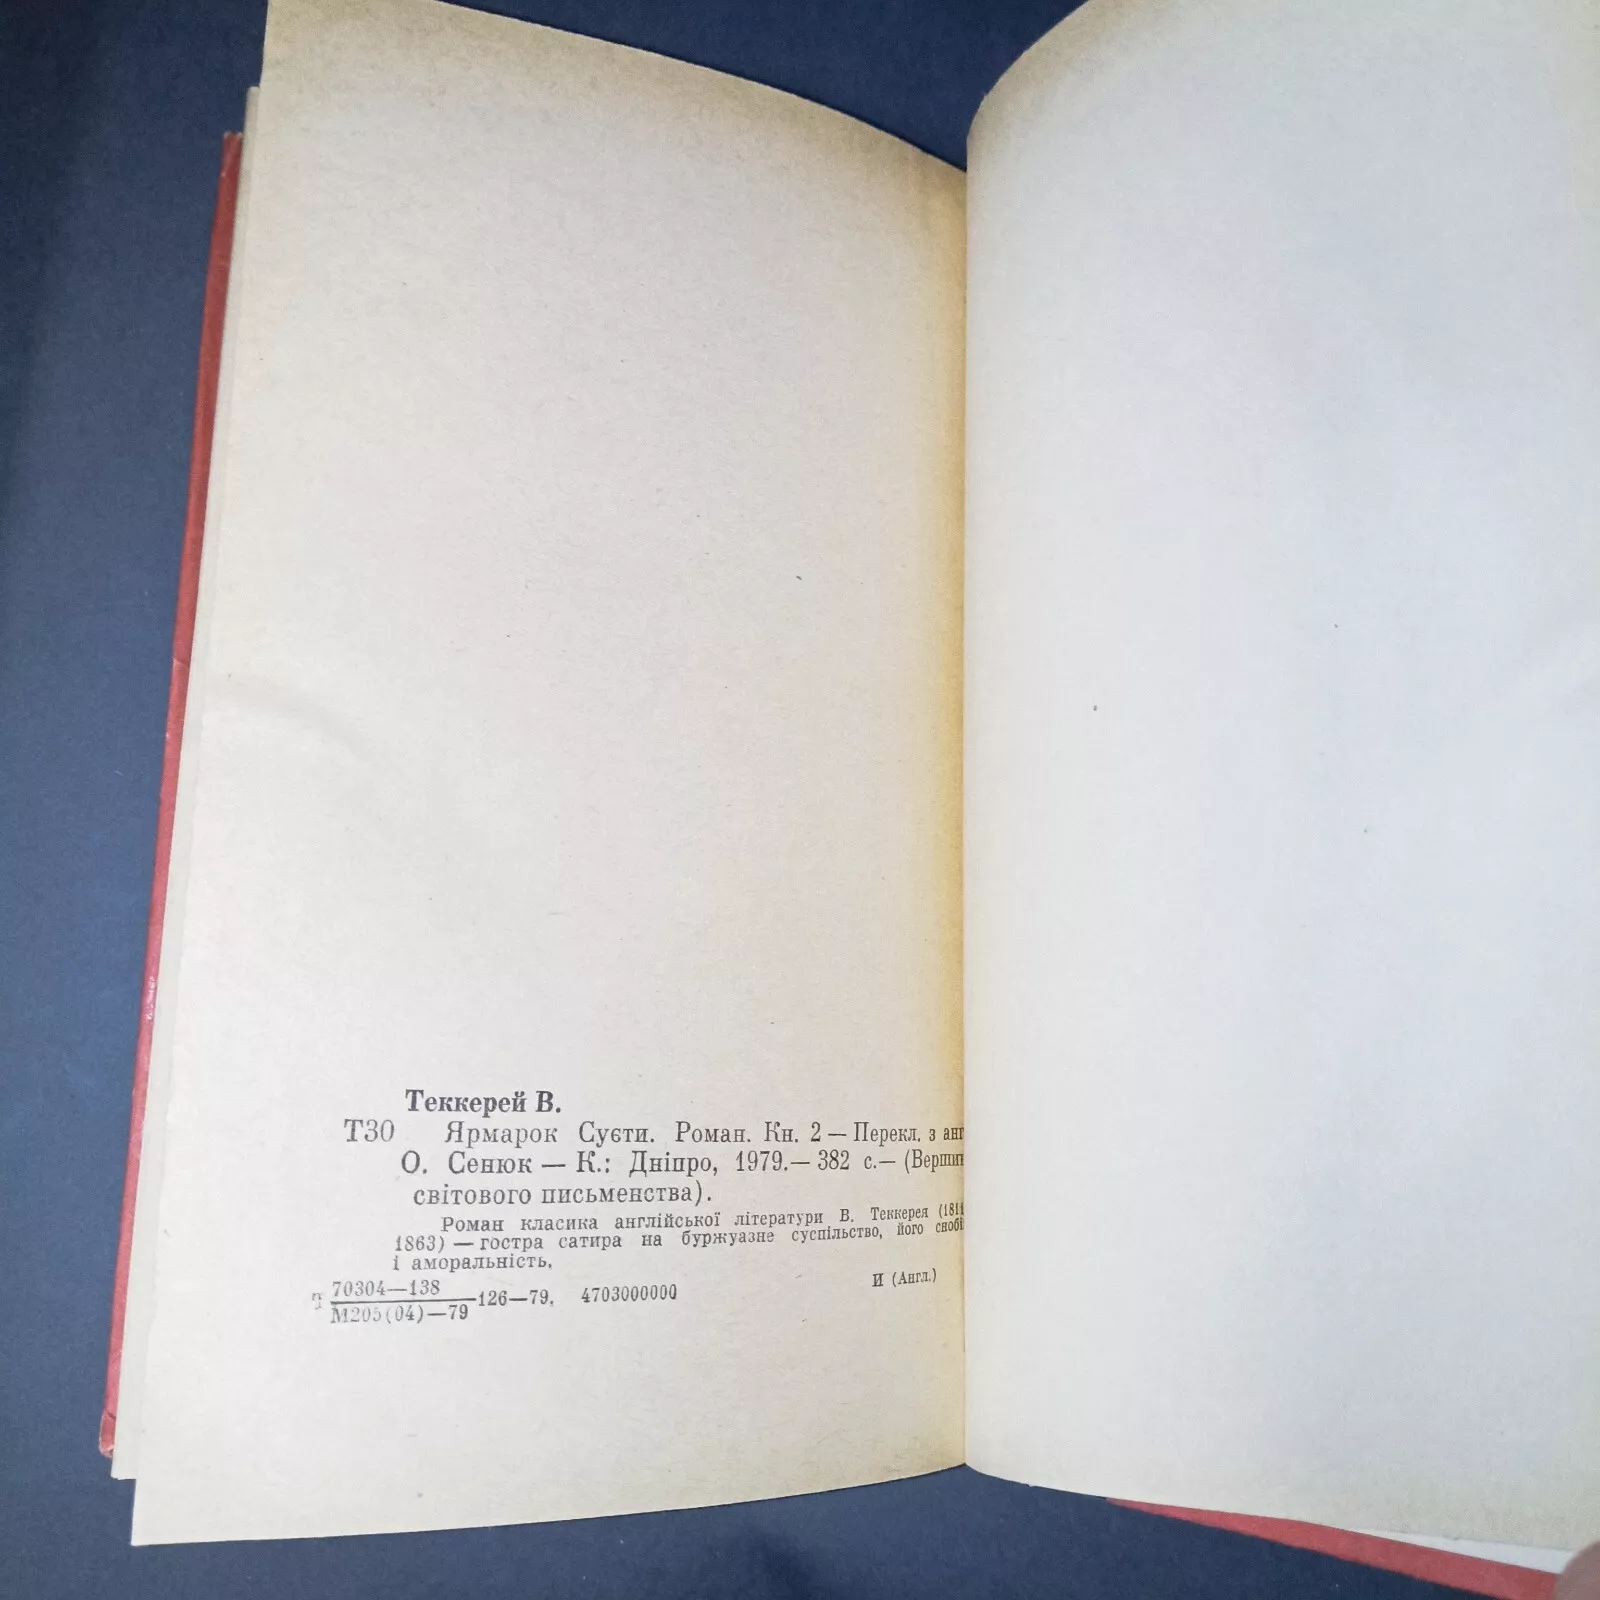 Теккерей В.
Т30 Ярмарок Суєти. Роман. Кн. 2 — Перекл. з анг
О. Сенюк — К.: Дніпро, 1979.— 382 с.— (Вершин
світового письменства).
Роман класика англійської літератури В. Теккерея (1811
1863) — гостра сатира на буржуазне суспільство, його снобі
і аморальність.
Т 70304—138
М205(04)—79 126—79. 4703000000 И (Англ.)